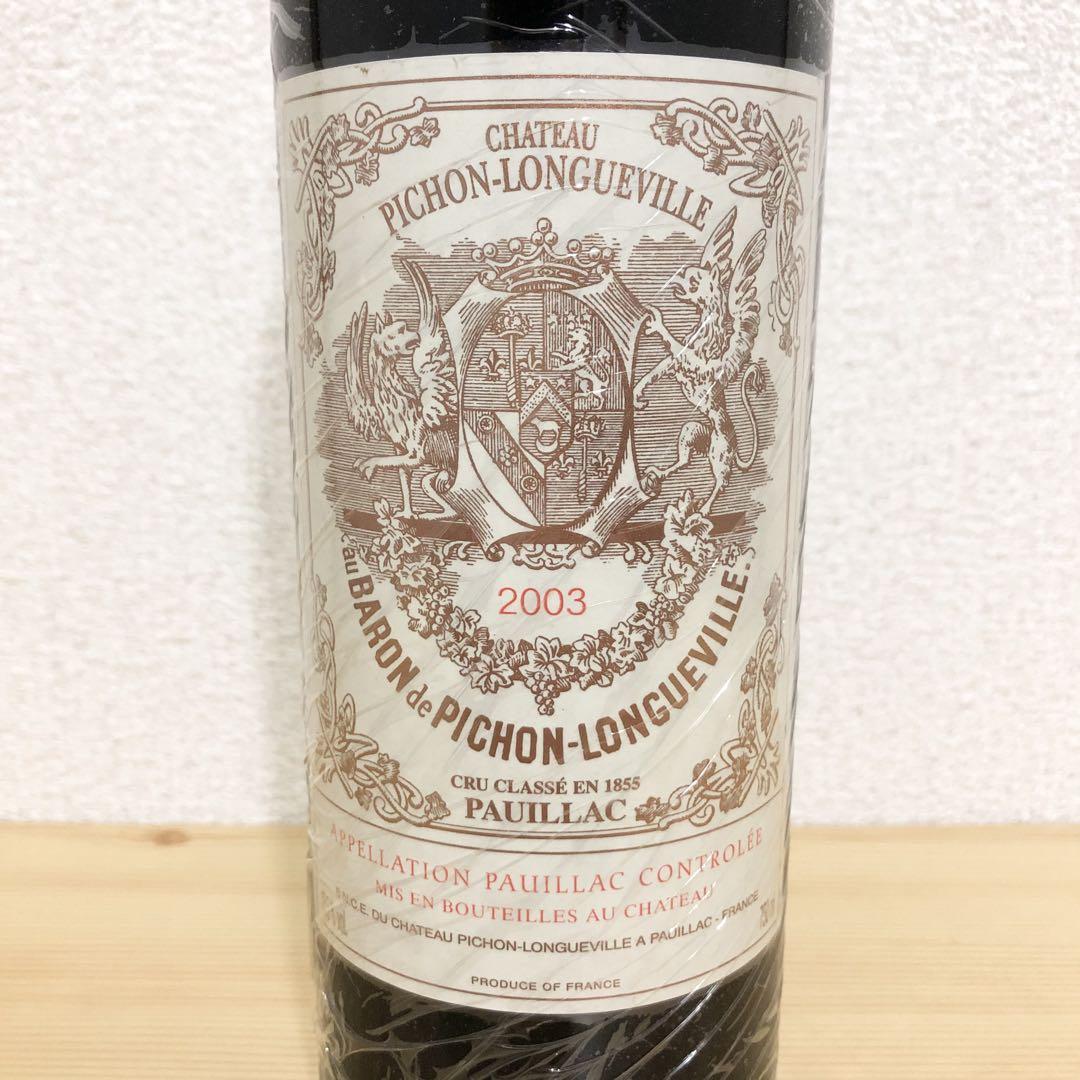 CHATEAU
PICHON-LONGUEVILLE
2003
au BARON de PICHON-LONGUEVILLE
CRU CLASSÉ EN 1855
PAUILLAC
APPELLATION PAUILLAC CONTROLÉE
MIS EN BOUTEILLES AU CHATEAU
S.N.C.E. DU CHATEAU PICHON-LONGUEVILLE A PAUILLAC - FRANCE
PRODUCE OF FRANCE